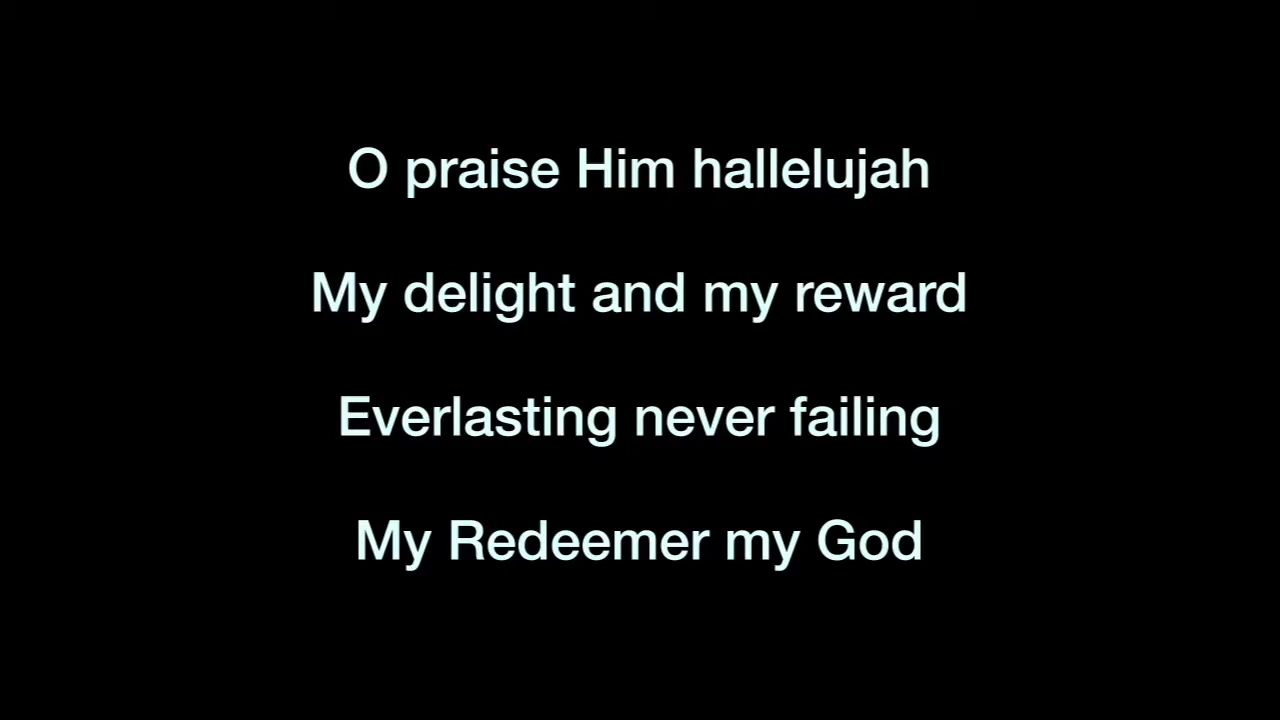 O praise Him hallelujah
My delight and my reward
Everlasting never failing
My Redeemer my God